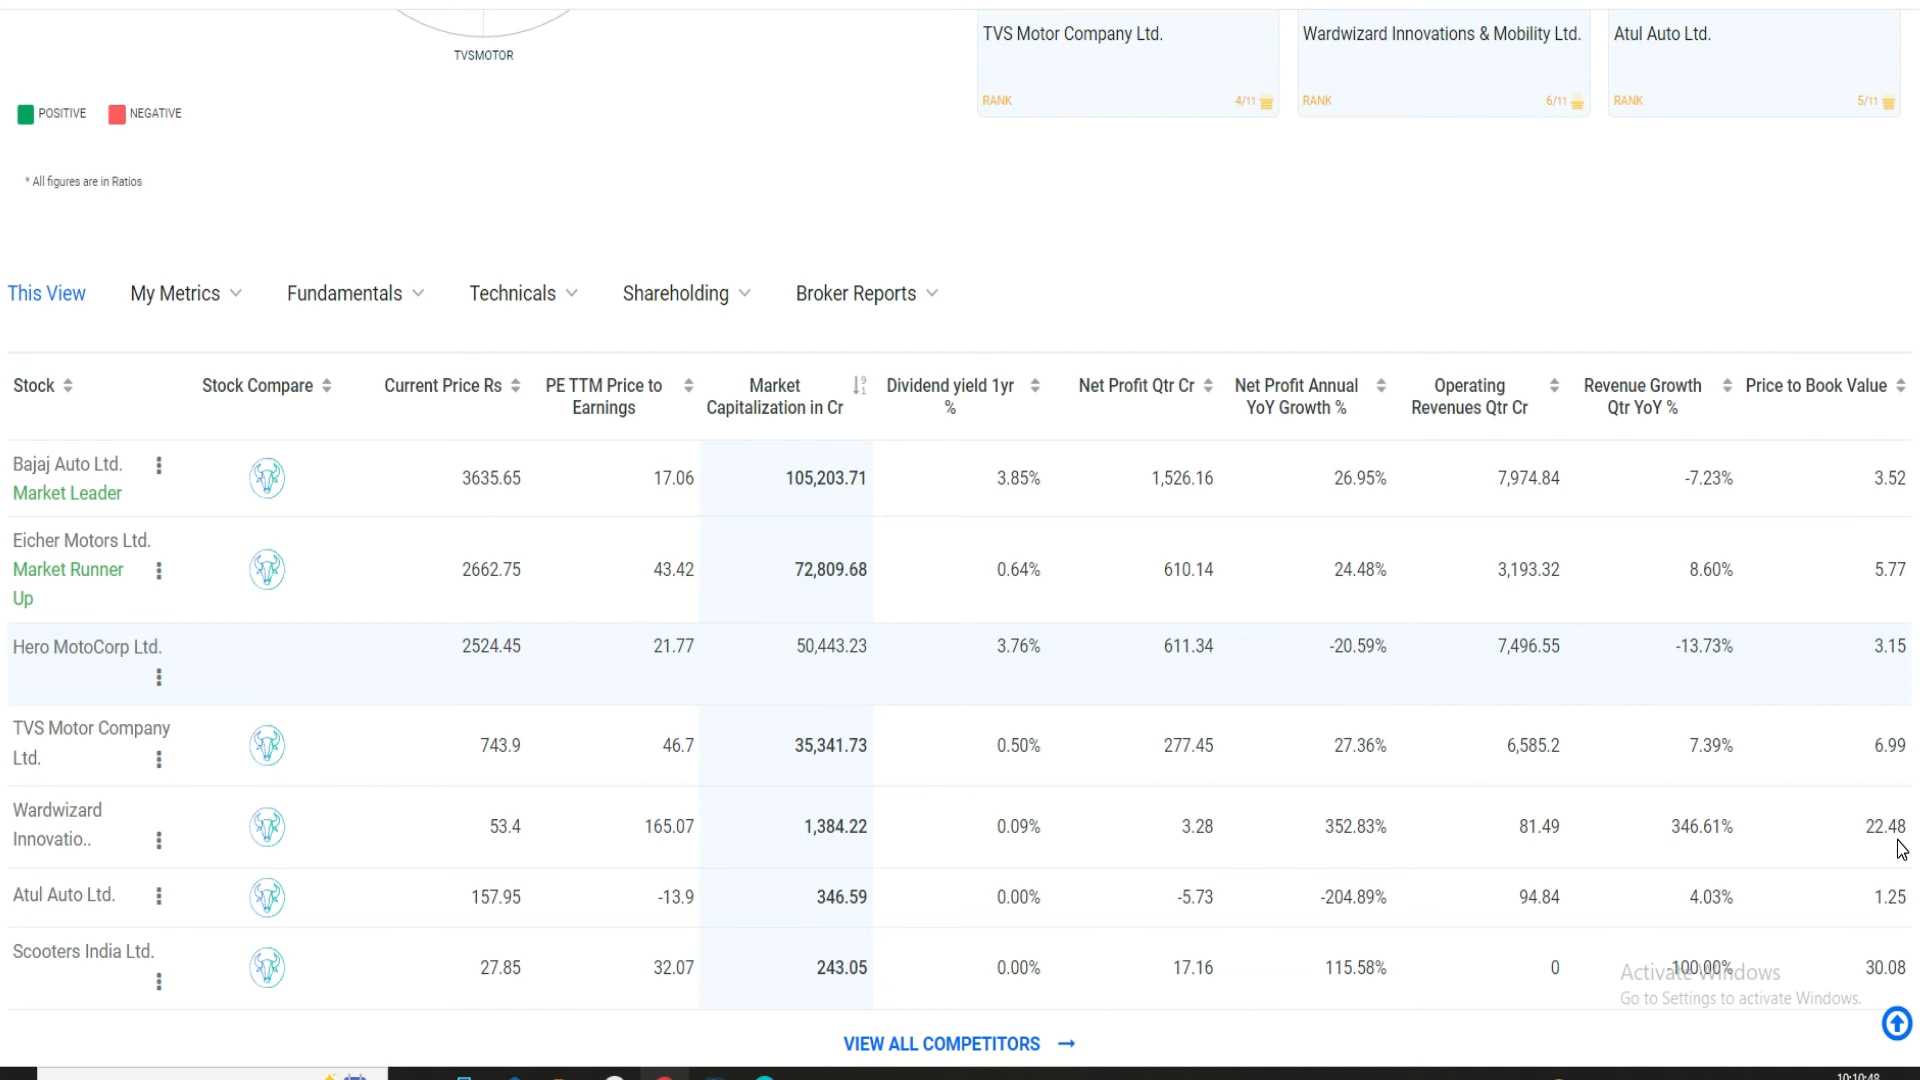 TVSMOTOR
POSITIVE NEGATIVE
* All figures are in Ratios
TVS Motor Company Ltd.
RANK 4/11
Wardwizard Innovations & Mobility Ltd.
RANK 6/11
Atul Auto Ltd.
RANK 5/11
This View My Metrics Fundamentals Technicals Shareholding Broker Reports
Stock Stock Compare Current Price Rs PE TTM Price to Earnings Market Capitalization in Cr Dividend yield 1yr % Net Profit Qtr Cr Net Profit Annual YoY Growth % Operating Revenues Qtr Cr Revenue Growth Qtr YoY % Price to Book Value
Bajaj Auto Ltd.
Market Leader
3635.65 17.06 105,203.71 3.85% 1,526.16 26.95% 7,974.84 -7.23% 3.52
Eicher Motors Ltd.
Market Runner
Up
2662.75 43.42 72,809.68 0.64% 610.14 24.48% 3,193.32 8.60% 5.77
Hero MotoCorp Ltd.
2524.45 21.77 50,443.23 3.76% 611.34 -20.59% 7,496.55 -13.73% 3.15
TVS Motor Company
Ltd.
743.9 46.7 35,341.73 0.50% 277.45 27.36% 6,585.2 7.39% 6.99
Wardwizard
Innovatio..
53.4 165.07 1,384.22 0.09% 3.28 352.83% 81.49 346.61% 22.48
Atul Auto Ltd.
157.95 -13.9 346.59 0.00% -5.73 -204.89% 94.84 4.03% 1.25
Scooters India Ltd.
27.85 32.07 243.05 0.00% 17.16 115.58% 0 -100.00% 30.08
Activate Windows
Go to Settings to activate Windows.
VIEW ALL COMPETITORS →
10:10:48